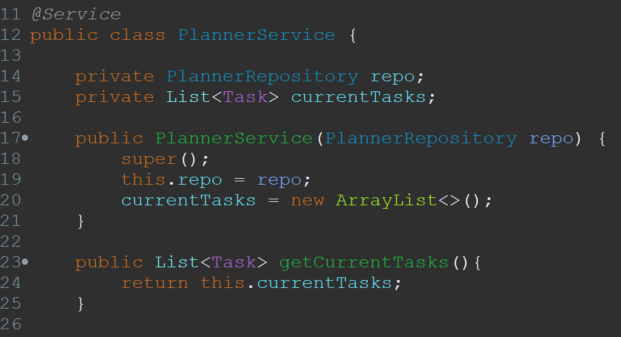 11 @Service
12 public class PlannerService {
13
14     private PlannerRepository repo;
15     private List<Task> currentTasks;
16
17     public PlannerService(PlannerRepository repo) {
18         super();
19         this.repo = repo;
20         currentTasks = new ArrayList<>();
21     }
22
23     public List<Task> getCurrentTasks(){
24         return this.currentTasks;
25     }
26